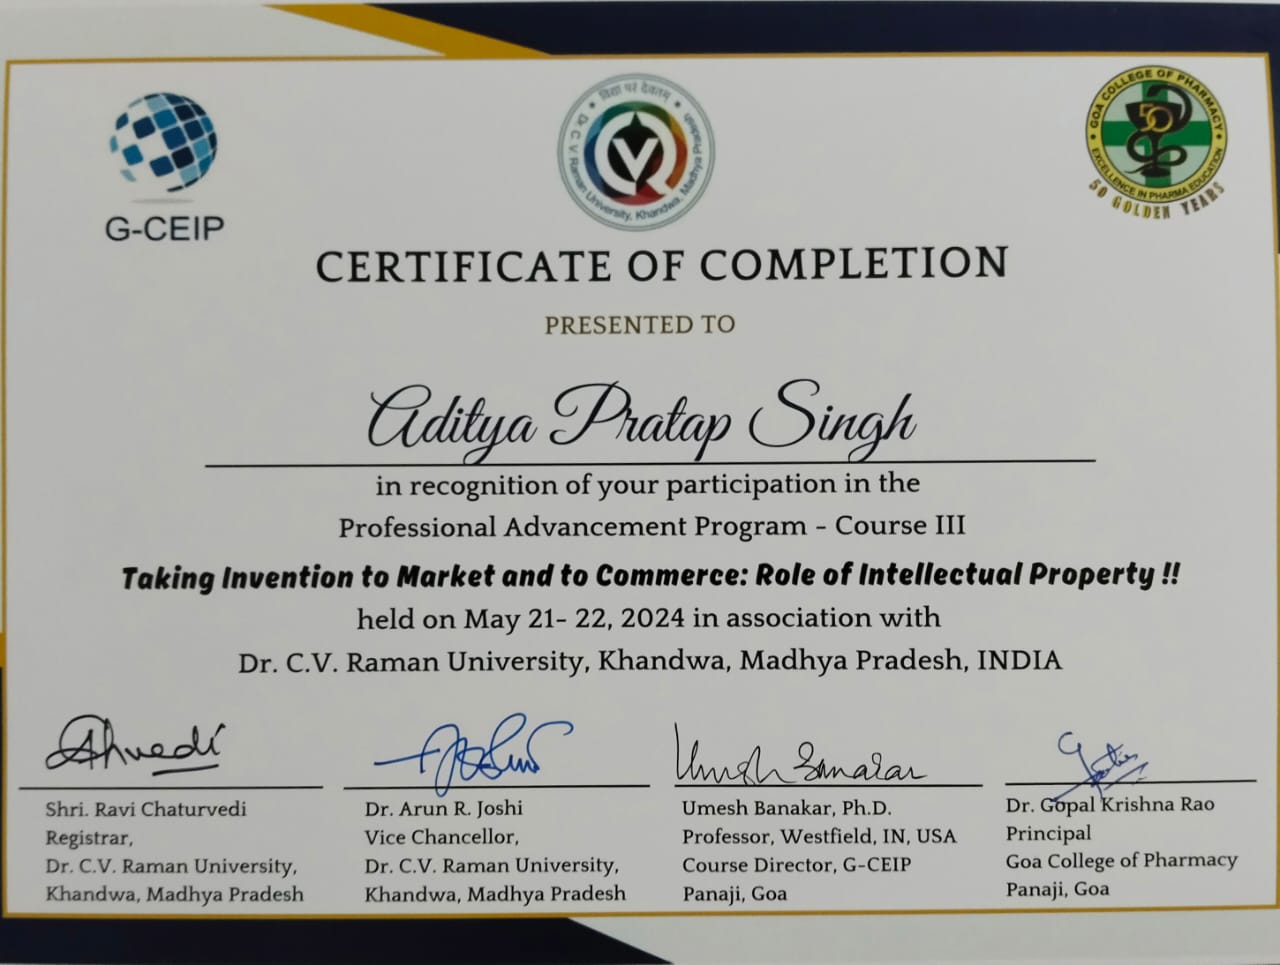 G-CEIP
विद्या परं दैवतम्
Dr. C. V. Raman University, Khandwa, Madhya Pradesh
GOA COLLEGE OF PHARMACY
50
EXCELLENCE IN PHARMA EDUCATION
50 GOLDEN YEARS
CERTIFICATE OF COMPLETION
PRESENTED TO
Aditya Pratap Singh
in recognition of your participation in the
Professional Advancement Program - Course III
Taking Invention to Market and to Commerce: Role of Intellectual Property !!
held on May 21- 22, 2024 in association with
Dr. C.V. Raman University, Khandwa, Madhya Pradesh, INDIA
Umesh Banakar
Shri. Ravi Chaturvedi
Registrar,
Dr. C.V. Raman University,
Khandwa, Madhya Pradesh
Dr. Arun R. Joshi
Vice Chancellor,
Dr. C.V. Raman University,
Khandwa, Madhya Pradesh
Umesh Banakar, Ph.D.
Professor, Westfield, IN, USA
Course Director, G-CEIP
Panaji, Goa
Dr. Gopal Krishna Rao
Principal
Goa College of Pharmacy
Panaji, Goa